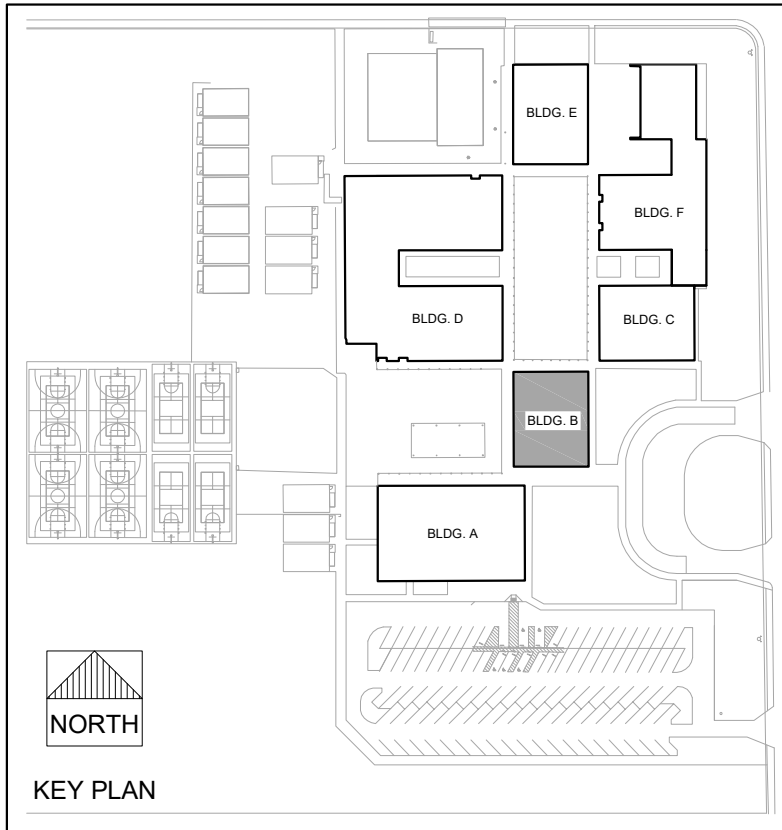 BLDG. E
BLDG. F
BLDG. D
BLDG. C
BLDG. B
BLDG. A
NORTH
KEY PLAN